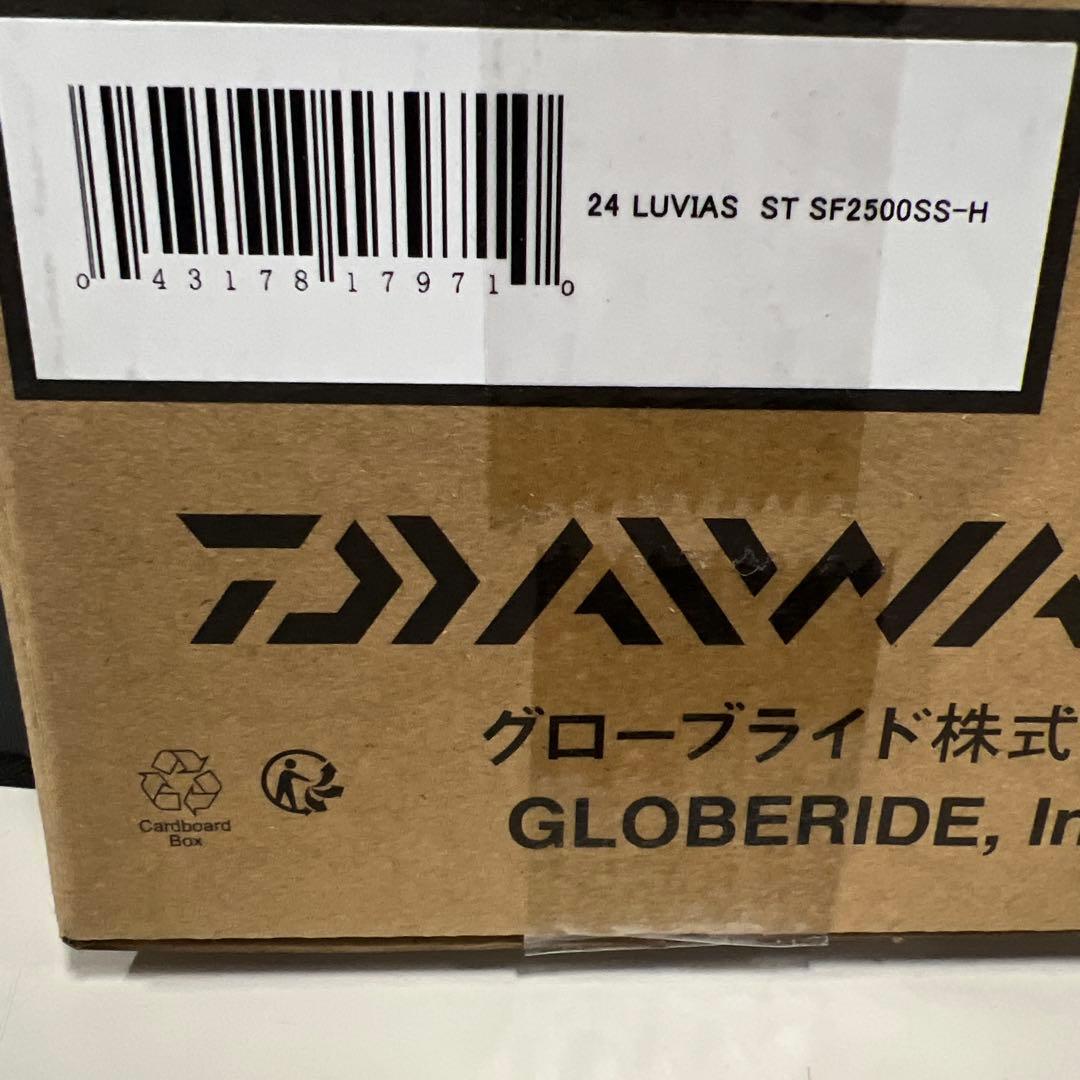 24 LUVIAS ST SF2500SS-H
0 43178 17971 0
DAIWA
グローブライド株式
GLOBERIDE, In
Cardboard
Box